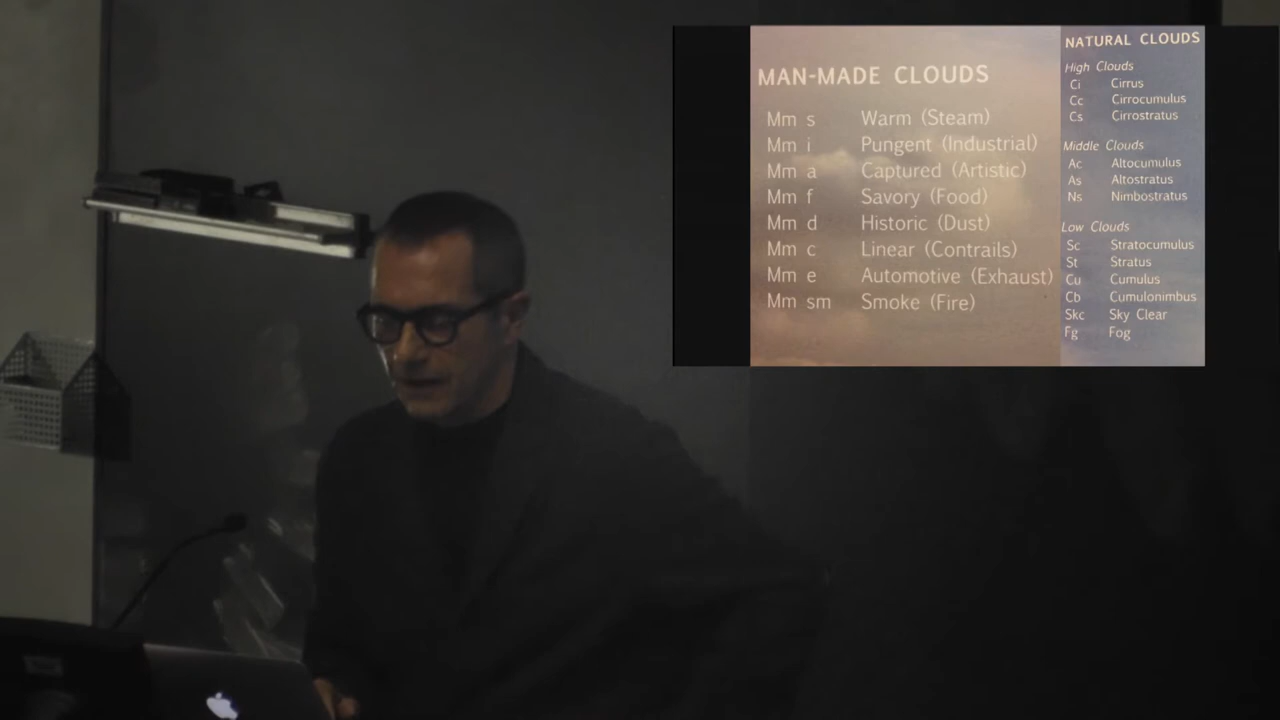 MAN-MADE CLOUDS
Mm s Warm (Steam)
Mm i Pungent (Industrial)
Mm a Captured (Artistic)
Mm f Savory (Food)
Mm d Historic (Dust)
Mm c Linear (Contrails)
Mm e Automotive (Exhaust)
Mm sm Smoke (Fire)
NATURAL CLOUDS
High Clouds
Ci Cirrus
Cc Cirrocumulus
Cs Cirrostratus
Middle Clouds
Ac Altocumulus
As Altostratus
Ns Nimbostratus
Low Clouds
Sc Stratocumulus
St Stratus
Cu Cumulus
Cb Cumulonimbus
Skc Sky Clear
Fg Fog